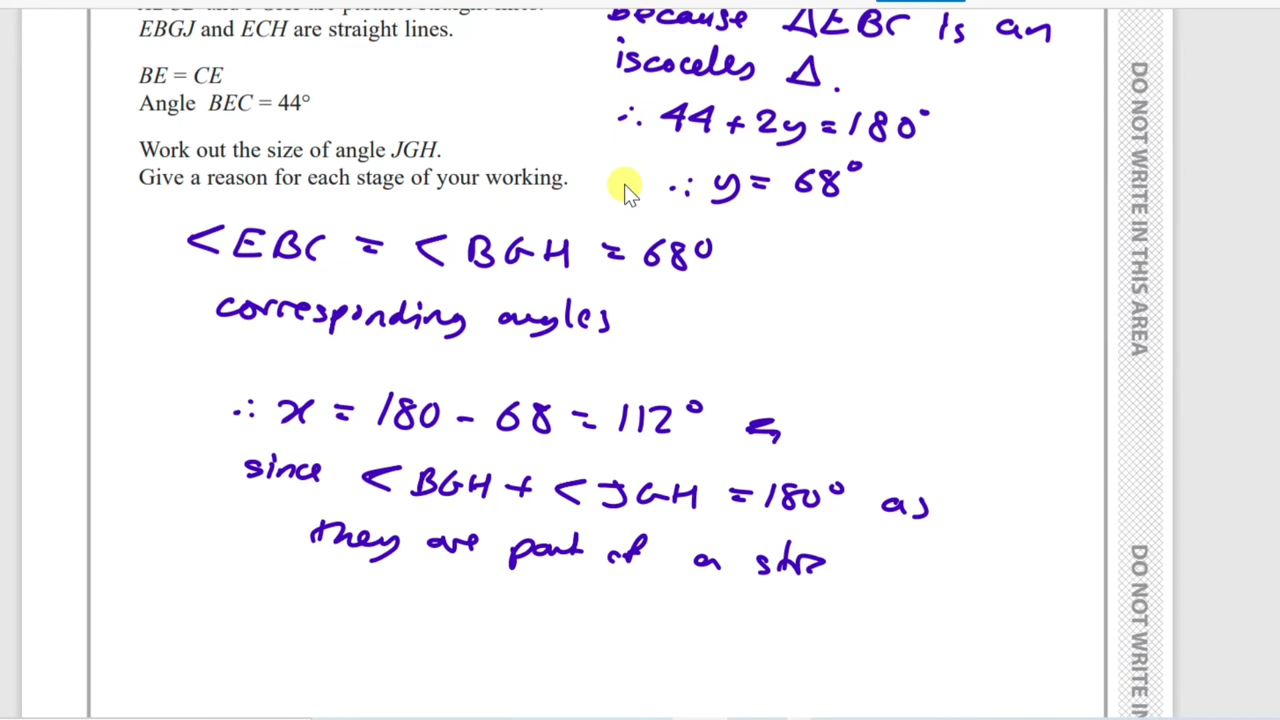 EBGJ and ECH are straight lines.
BE = CE
Angle BEC = 44°
Work out the size of angle JGH.
Give a reason for each stage of your working.
because ΔEBC is an
iscoceles Δ.
∴ 44 + 2y = 180°
∴ y = 68°
<EBC = <BGH = 680
corresponding angles
∴ x = 180 - 68 = 112°
since <BGH + <JGH = 180° as
they are part of a stra
DO NOT WRITE IN THIS AREA
DO NOT WRITE IN